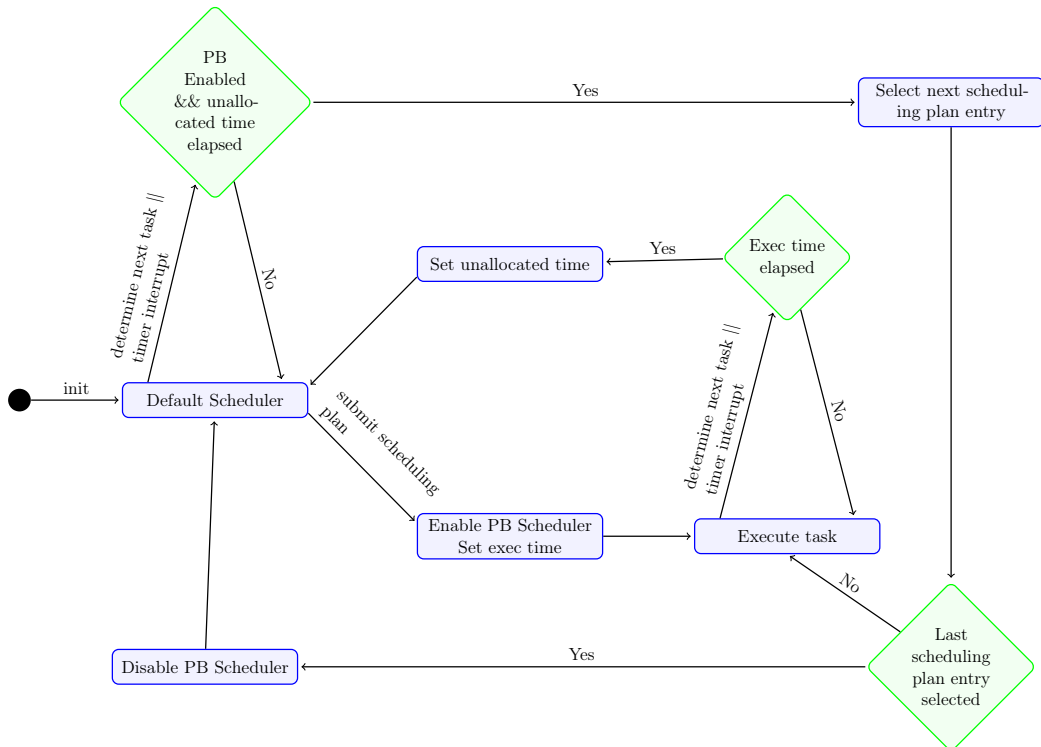 PB
Enabled
&& unallo-
cated time
elapsed
Yes
Select next schedul-
ing plan entry
determine next task ||
timer interrupt
No
Set unallocated time
Yes
Exec time
elapsed
init
Default Scheduler
submit scheduling
plan
determine next task ||
timer interrupt
No
Enable PB Scheduler
Set exec time
Execute task
No
Disable PB Scheduler
Yes
Last
scheduling
plan entry
selected